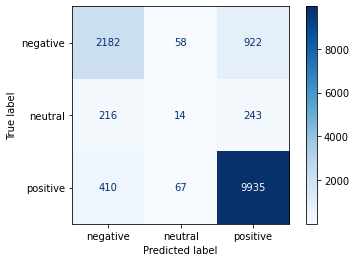 negative 2182 58 922
neutral 216 14 243
positive 410 67 9935
negative neutral positive
Predicted label
True label
8000
6000
4000
2000